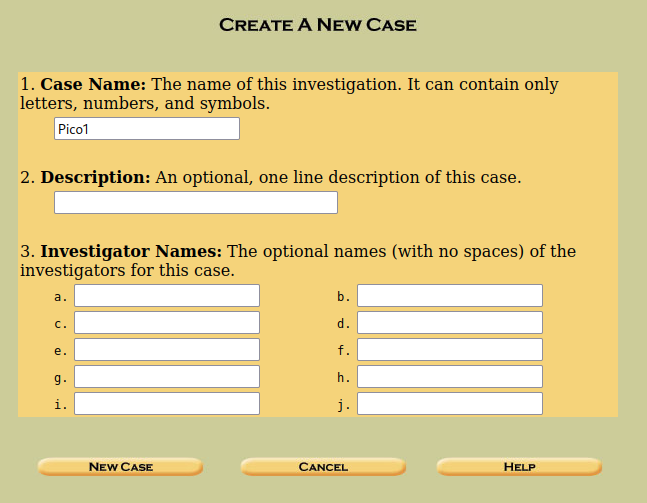 CREATE A NEW CASE
1. Case Name: The name of this investigation. It can contain only
letters, numbers, and symbols.
Pico1
2. Description: An optional, one line description of this case.
3. Investigator Names: The optional names (with no spaces) of the
investigators for this case.
a. b.
c. d.
e. f.
g. h.
i. j.
NEW CASE CANCEL HELP